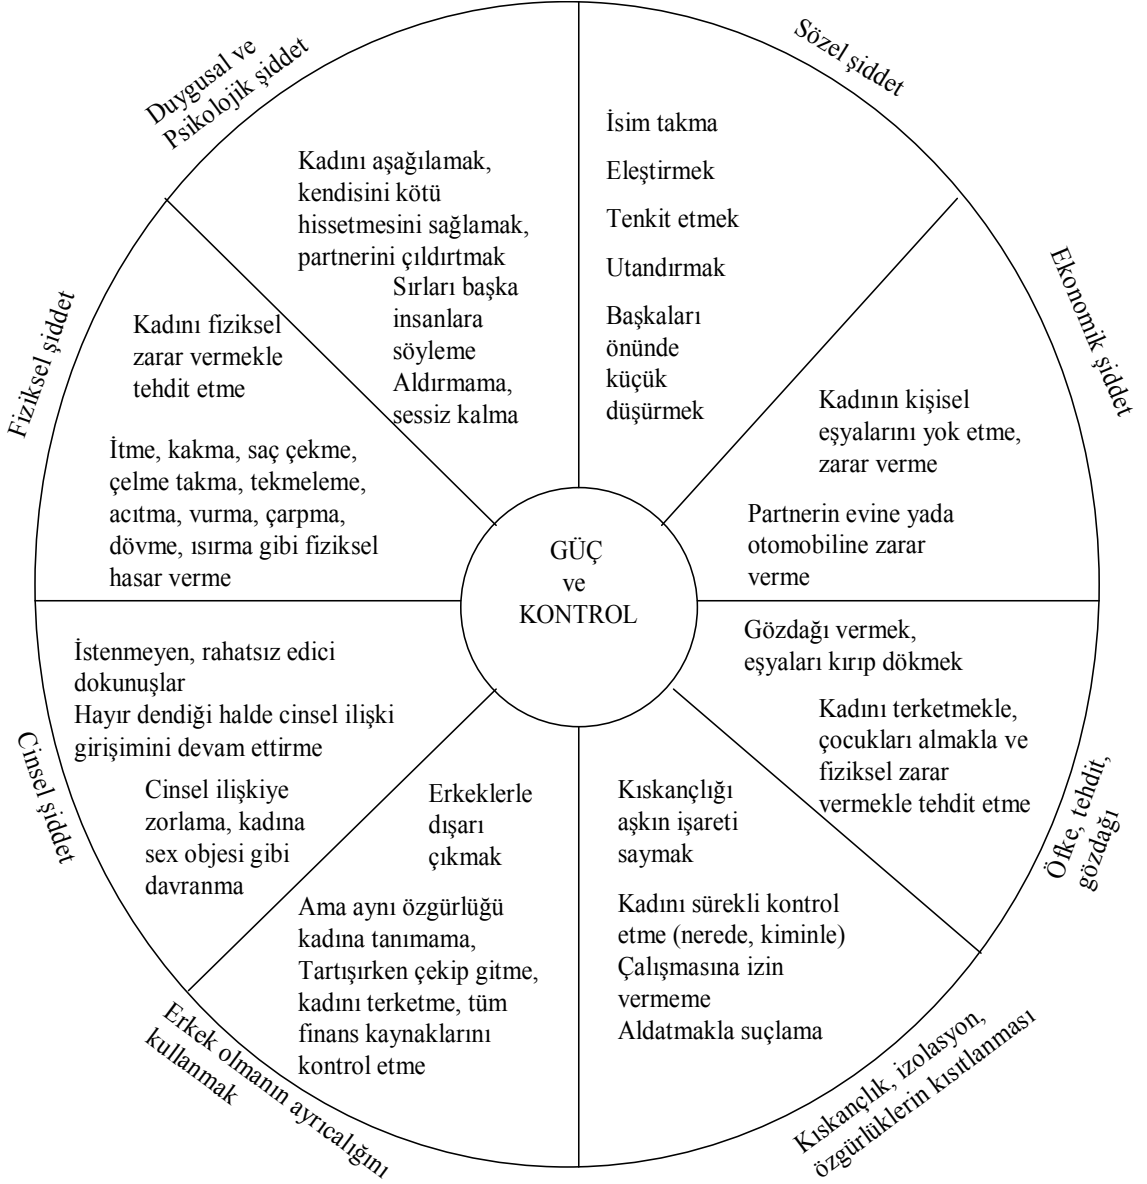 Duygusal ve
Psikolojik şiddet
Kadını aşağılamak,
kendisini kötü
hissetmesini sağlamak,
partnerini çıldırtmak
Sırları başka
insanlara
söyleme
Aldırmama,
sessiz kalma
Sözel şiddet
İsim takma
Eleştirmek
Tenkit etmek
Utandırmak
Başkaları
önünde
küçük
düşürmek
Ekonomik şiddet
Kadının kişisel
eşyalarını yok etme,
zarar verme
Partnerin evine yada
otomobiline zarar
verme
Fiziksel şiddet
Kadını fiziksel
zarar vermekle
tehdit etme
İtme, kakma, saç çekme,
çelme takma, tekmeleme,
acıtma, vurma, çarpma,
dövme, ısırma gibi fiziksel
hasar verme
GÜÇ
ve
KONTROL
Öfke, tehdit,
gözdağı
Gözdağı vermek,
eşyaları kırıp dökmek
Kadını terketmekle,
çocukları almakla ve
fiziksel zarar
vermekle tehdit etme
Cinsel şiddet
İstenmeyen, rahatsız edici
dokunuşlar
Hayır dendiği halde cinsel ilişki
girişimini devam ettirme
Cinsel ilişkiye
zorlama, kadına
sex objesi gibi
davranma
Erkek olmanın ayrıcalığını
kullanmak
Erkeklerle
dışarı
çıkmak
Ama aynı özgürlüğü
kadına tanımama,
Tartışırken çekip gitme,
kadını terketme, tüm
finans kaynaklarını
kontrol etme
Kıskançlık, izolasyon,
özgürlüklerin kısıtlanması
Kıskançlığı
aşkın işareti
saymak
Kadını sürekli kontrol
etme (nerede, kiminle)
Çalışmasına izin
vermeme
Aldatmakla suçlama